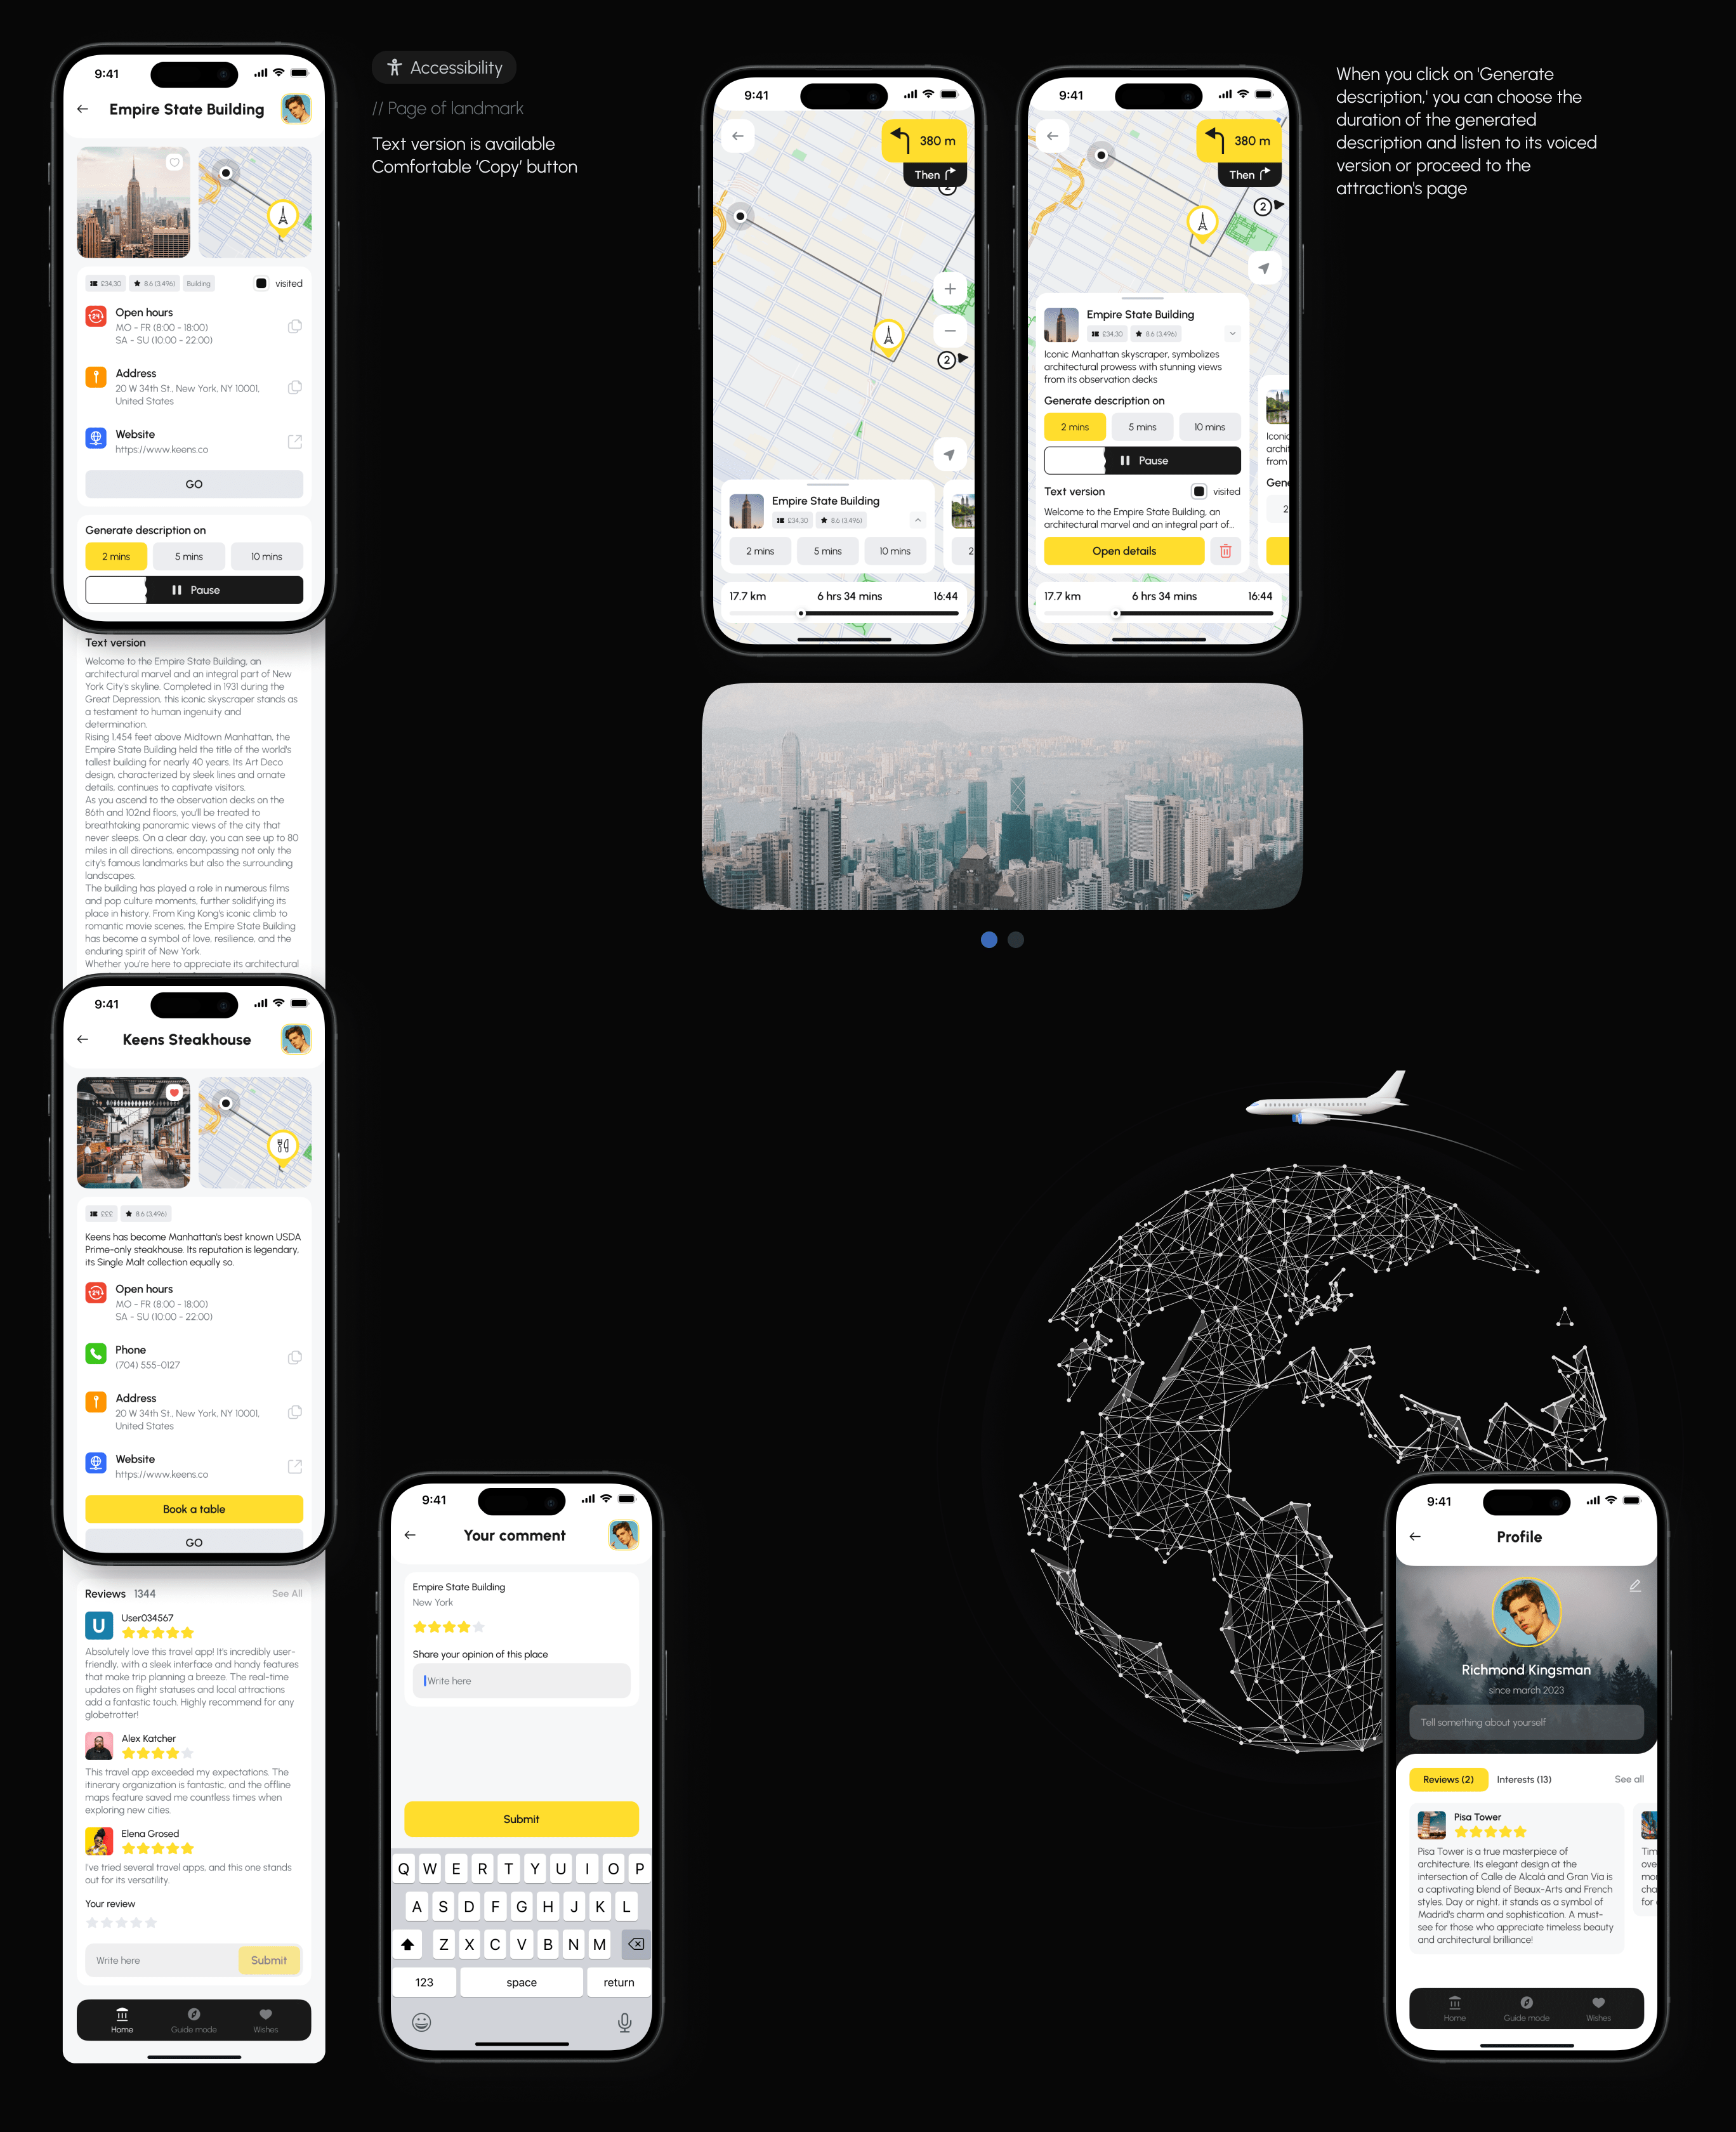 9:41
Empire State Building
£34,30
8.6 (3.496)
Building
visited
Open hours
MO - FR (8:00 - 18:00)
SA - SU (10:00 - 22:00)
Address
20 W 34th St., New York, NY 10001,
United States
Website
https://www.keens.co
GO
Generate description on
2 mins
5 mins
10 mins
Pause
Text version
Welcome to the Empire State Building, an
architectural marvel and an integral part of New
York City's skyline. Completed in 1931 during the
Great Depression, this iconic skyscraper stands as
a testament to human ingenuity and
determination.
Rising 1,454 feet above Midtown Manhattan, the
Empire State Building held the title of the world's
tallest building for nearly 40 years. Its Art Deco
design, characterized by sleek lines and ornate
details, continues to captivate visitors.
As you ascend to the observation decks on the
86th and 102nd floors, you'll be treated to
breathtaking panoramic views of the city that
never sleeps. On a clear day, you can see up to 80
miles in all directions, encompassing not only the
city's famous landmarks but also the surrounding
landscapes.
The building has played a role in numerous films
and pop culture moments, further solidifying its
place in history. From King Kong's iconic climb to
romantic movie scenes, the Empire State Building
has become a symbol of love, resilience, and the
enduring spirit of New York.
Whether you're here to appreciate its architectural
Accessibility
// Page of landmark
Text version is available
Comfortable ‘Copy’ button
9:41
380 m
Then
2
2
Empire State Building
£34,30
8.6 (3.496)
2 mins
5 mins
10 mins
2
17.7 km
6 hrs 34 mins
16:44
9:41
380 m
Then
2
Empire State Building
£34,30
8.6 (3.496)
Iconic Manhattan skyscraper, symbolizes
architectural prowess with stunning views
from its observation decks
Generate description on
2 mins
5 mins
10 mins
Pause
Text version
visited
Welcome to the Empire State Building, an
architectural marvel and an integral part of...
Open details
Iconic
archit
from
Gene
2
17.7 km
6 hrs 34 mins
16:44
When you click on 'Generate
description,' you can choose the
duration of the generated
description and listen to its voiced
version or proceed to the
attraction's page
9:41
Keens Steakhouse
£££
8.6 (3.496)
Keens has become Manhattan's best known USDA
Prime-only steakhouse. Its reputation is legendary,
its Single Malt collection equally so.
Open hours
MO - FR (8:00 - 18:00)
SA - SU (10:00 - 22:00)
Phone
(704) 555-0127
Address
20 W 34th St., New York, NY 10001,
United States
Website
https://www.keens.co
Book a table
GO
Reviews 1344
See All
U
User034567
Absolutely love this travel app! It's incredibly user-
friendly, with a sleek interface and handy features
that make trip planning a breeze. The real-time
updates on flight statuses and local attractions
add a fantastic touch. Highly recommend for any
globetrotter!
Alex Katcher
This travel app exceeded my expectations. The
itinerary organization is fantastic, and the offline
maps feature saved me countless times when
exploring new cities.
Elena Grosed
I've tried several travel apps, and this one stands
out for its versatility.
Your review
Write here
Submit
Home
Guide mode
Wishes
9:41
Your comment
Empire State Building
New York
Share your opinion of this place
Write here
Submit
Q W E R T Y U I O P
A S D F G H J K L
Z X C V B N M
123
space
return
9:41
Profile
Richmond Kingsman
since march 2023
Tell something about yourself
Reviews (2)
Interests (13)
See all
Pisa Tower
Pisa Tower is a true masterpiece of
architecture. Its elegant design at the
intersection of Calle de Alcalá and Gran Vía is
a captivating blend of Beaux-Arts and French
styles. Day or night, it stands as a symbol of
Madrid's charm and sophistication. A must-
see for those who appreciate timeless beauty
and architectural brilliance!
Tim
ove
mor
cha
for
Home
Guide mode
Wishes